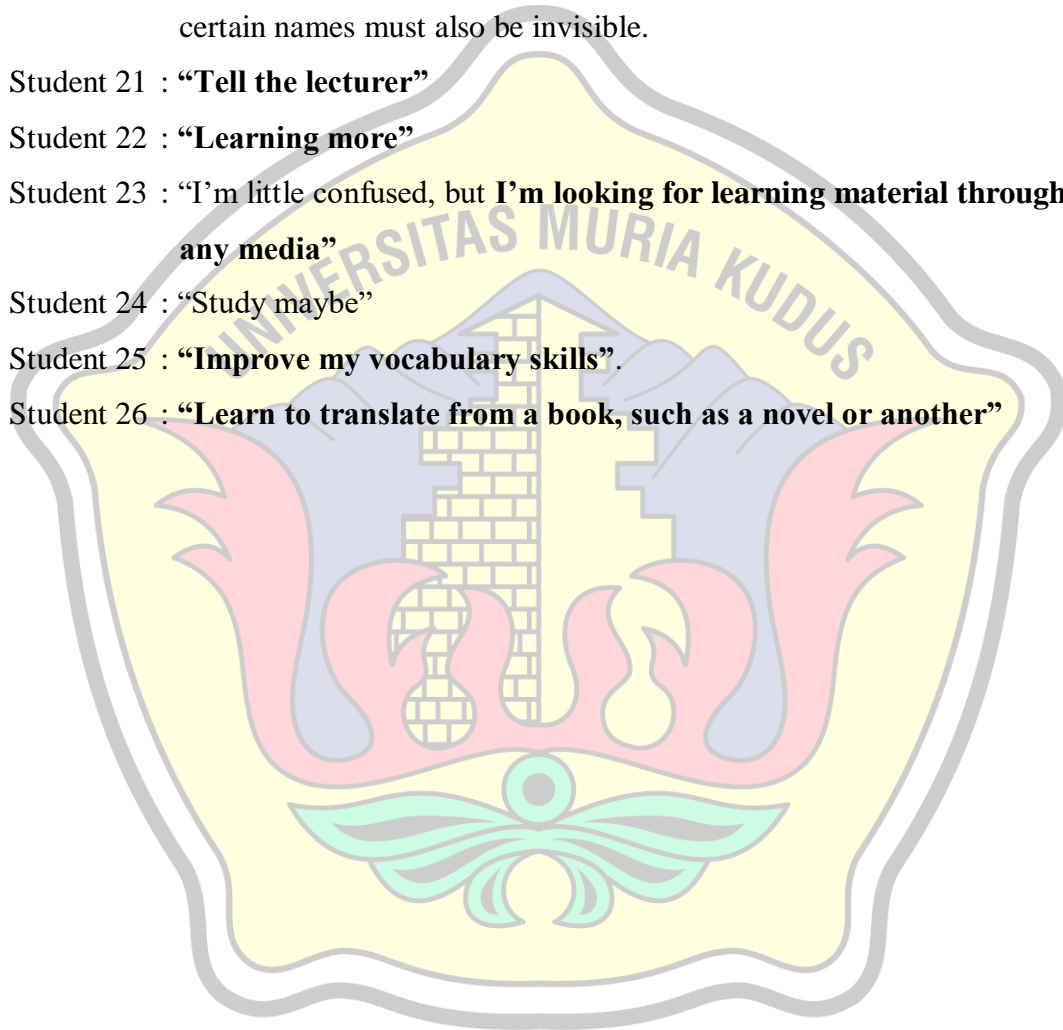 certain names must also be invisible.
Student 21 : “Tell the lecturer”
Student 22 : “Learning more”
Student 23 : “I’m little confused, but I’m looking for learning material through
any media”
Student 24 : “Study maybe”
Student 25 : “Improve my vocabulary skills”.
Student 26 : “Learn to translate from a book, such as a novel or another”
UNIVERSITAS MURIA KUDUS